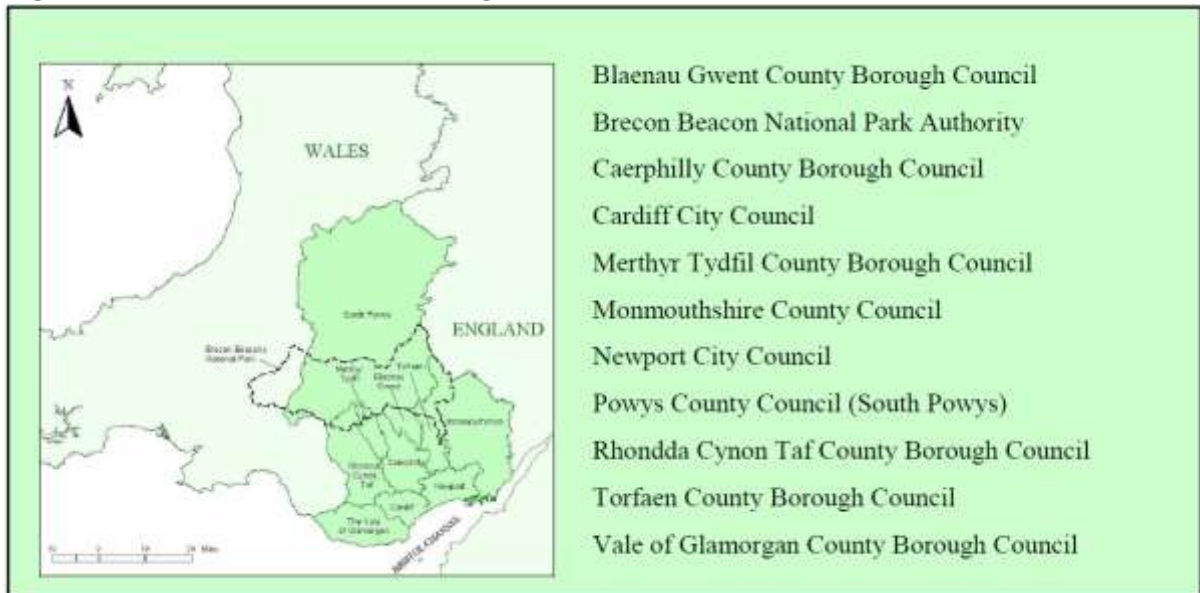 N
WALES
South Powys
ENGLAND
Brecon Beacons
National Park
Merthyr
Tydfil
Torfaen
Blaenau
Gwent
Monmouthshire
Rhondda
Cynon
Taf
Caerphilly
Newport
Cardiff
The Vale
of Glamorgan
BRISTOL CHANNEL
10
Blaenau Gwent County Borough Council
Brecon Beacon National Park Authority
Caerphilly County Borough Council
Cardiff City Council
Merthyr Tydfil County Borough Council
Monmouthshire County Council
Newport City Council
Powys County Council (South Powys)
Rhondda Cynon Taf County Borough Council
Torfaen County Borough Council
Vale of Glamorgan County Borough Council